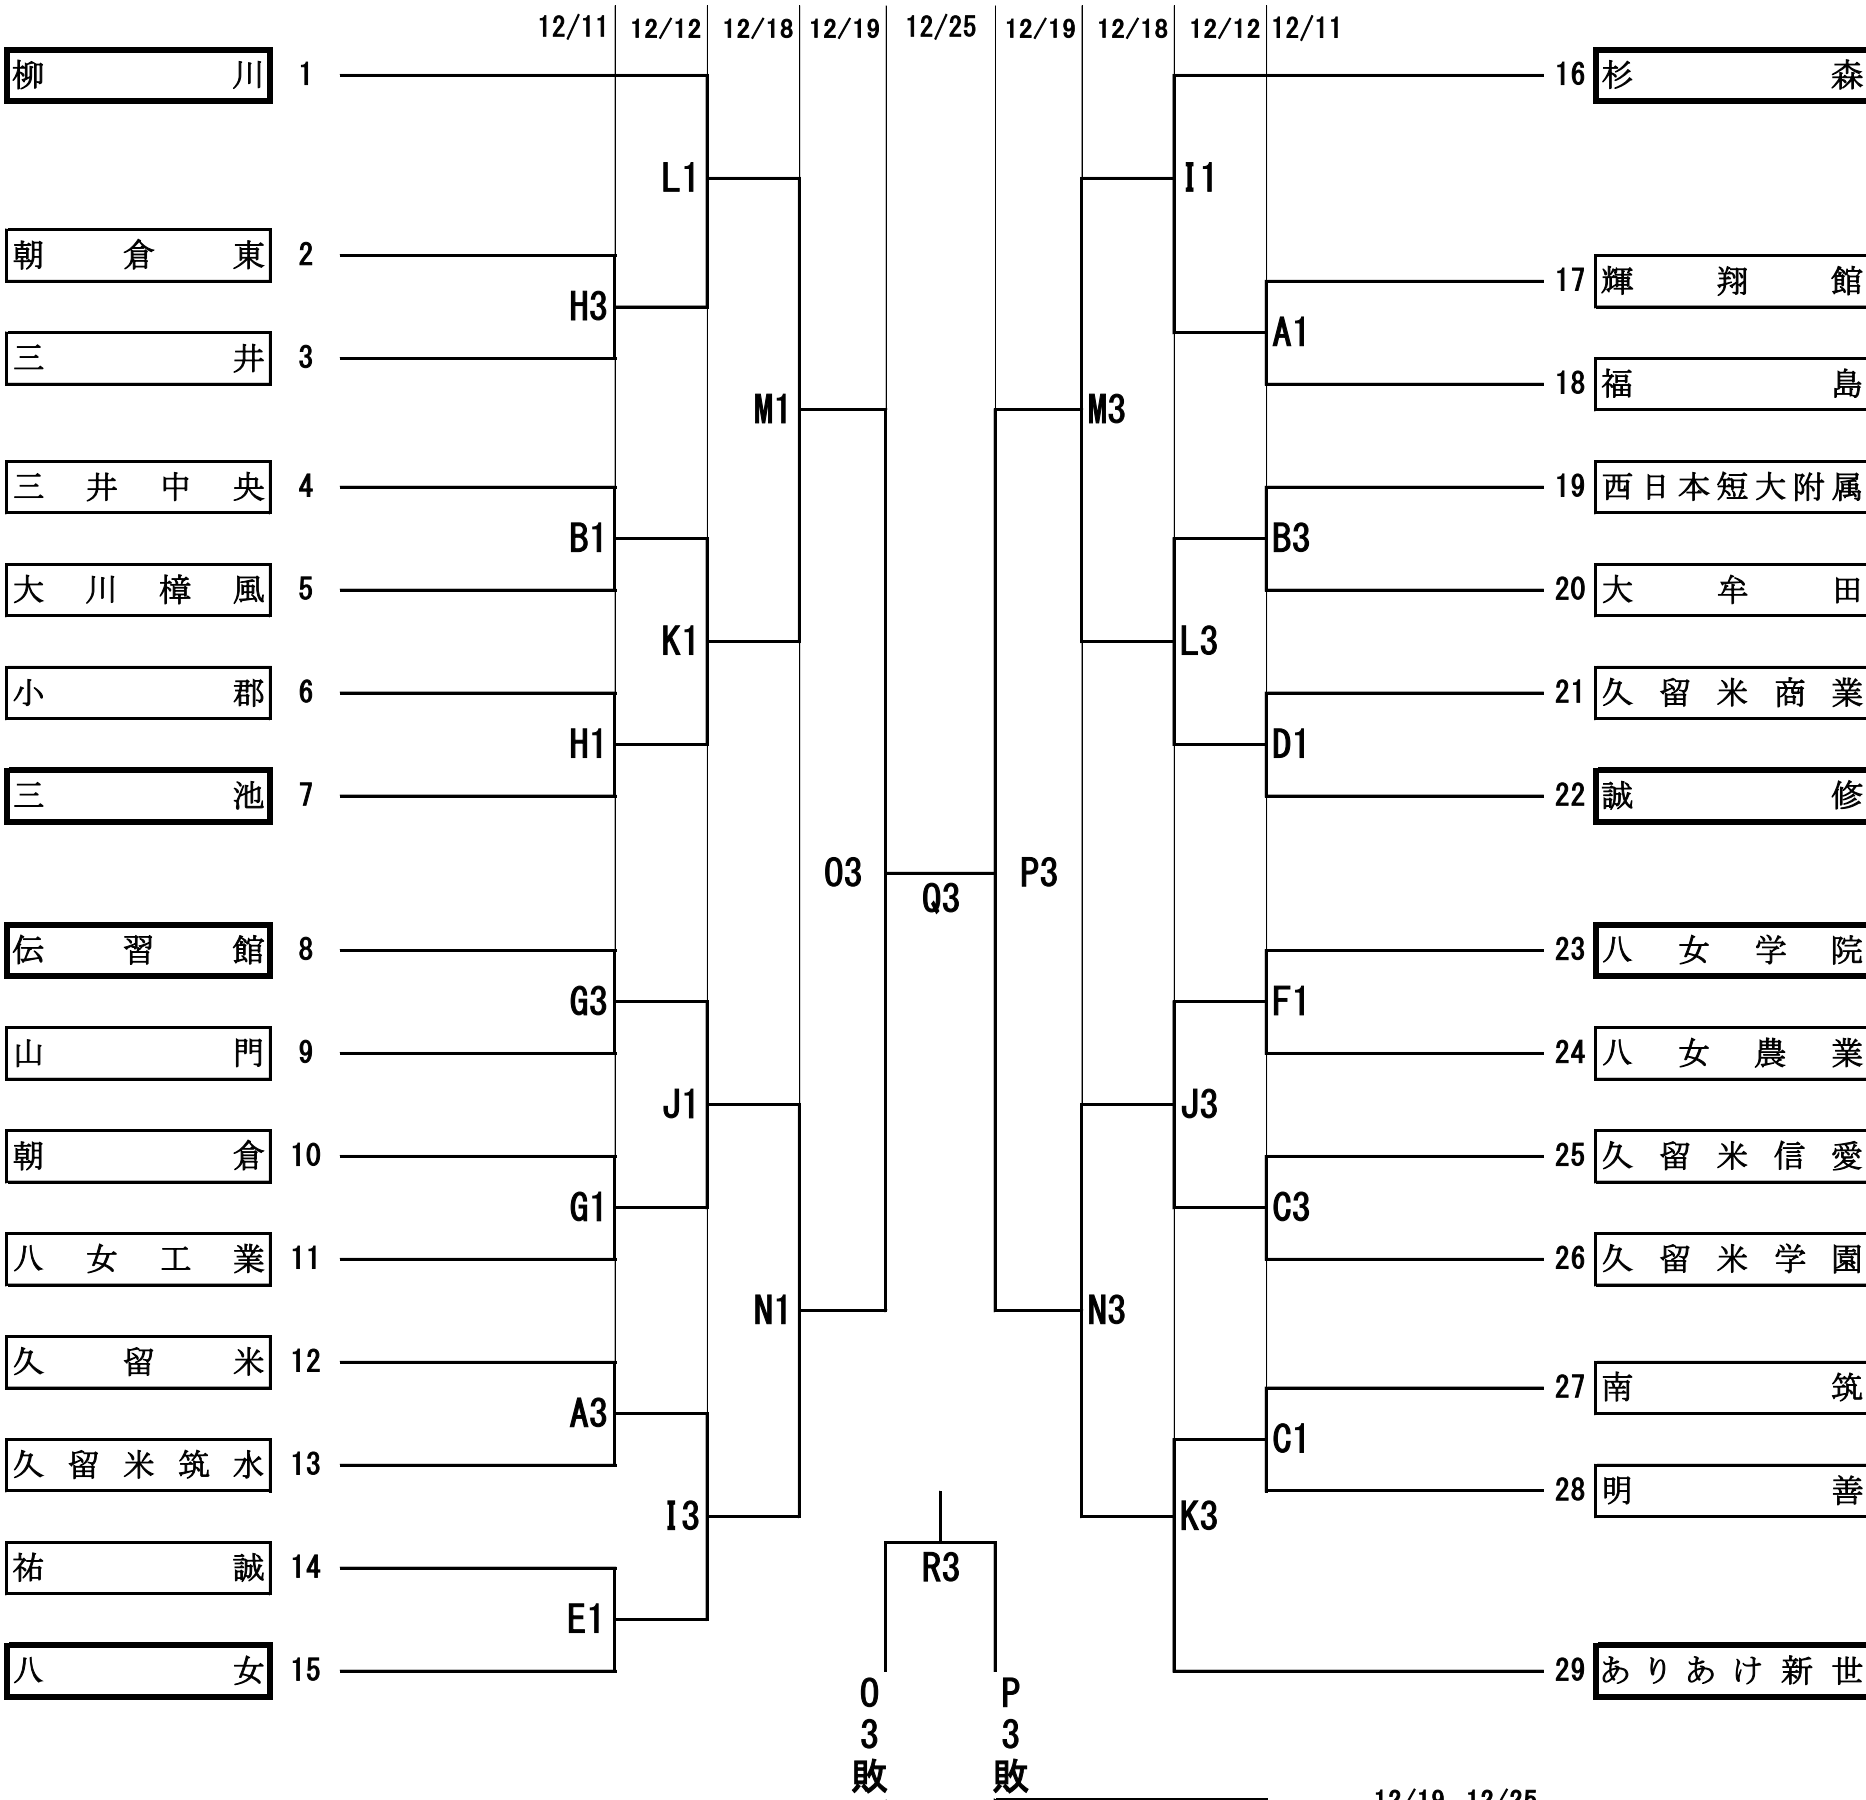 12/11 12/12 12/18 12/19 12/25 12/19 12/18 12/12 12/11
柳川 1 16 杉森
L1 I1
朝倉東 2
17 輝翔館
H3 A1
三井 3
18 福島
M1 M3
三井中央 4 19 西日本短大附属
B1 B3
大川樟風 5 20 大牟田
K1 L3
小郡 6 21 久留米商業
H1 D1
三池 7 22 誠修
O3 Q3 P3
伝習館 8 23 八女学院
G3 F1
山門 9 24 八女農業
J1 J3
朝倉 10 25 久留米信愛
G1 C3
八女工業 11 26 久留米学園
N1 N3
久留米 12
27 南筑
A3 C1
久留米筑水 13
28 明善
I3 K3
祐誠 14 R3
E1
八女 15 29 ありあけ新世
O3敗 P3敗
12/19 12/25